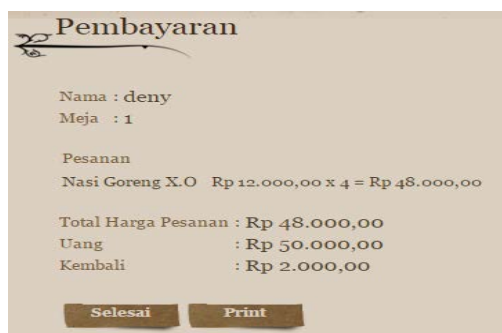 Pembayaran
Nama : deny
Meja : 1
Pesanan
Nasi Goreng X.O Rp 12.000,00 x 4 = Rp 48.000,00
Total Harga Pesanan : Rp 48.000,00
Uang : Rp 50.000,00
Kembali : Rp 2.000,00
Selesai Print